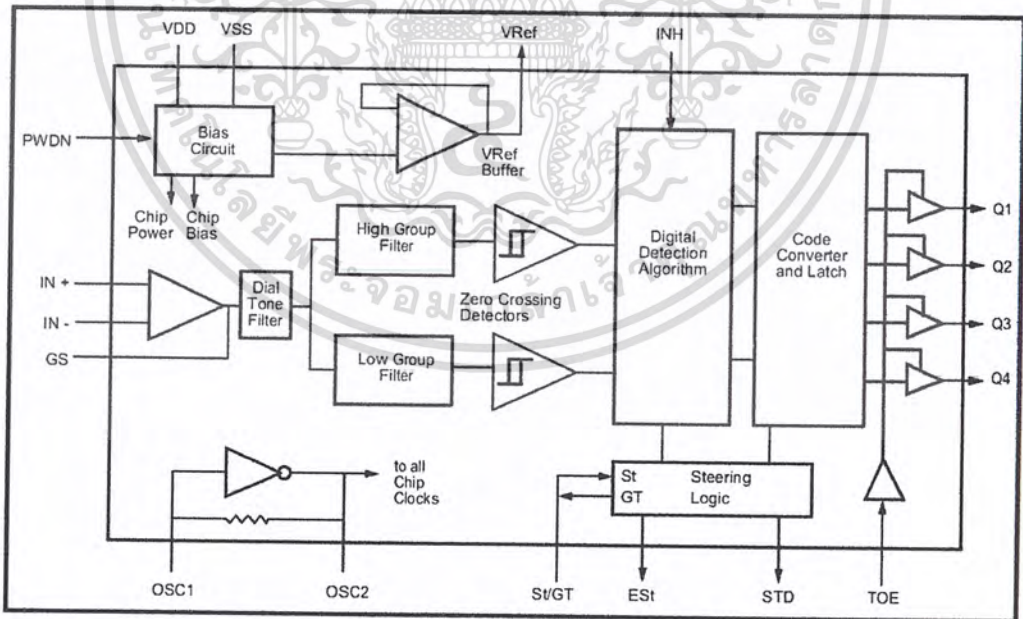 VDD
VSS
VRef
INH
PWDN
Bias
Circuit
VRef
Buffer
Chip
Power
Chip
Bias
High Group
Filter
Digital
Detection
Algorithm
Code
Converter
and Latch
Q1
Q2
Q3
Q4
IN +
IN -
GS
Dial
Tone
Filter
Zero Crossing
Detectors
Low Group
Filter
to all
Chip
Clocks
St
GT
Steering
Logic
OSC1
OSC2
St/GT
ESt
STD
TOE